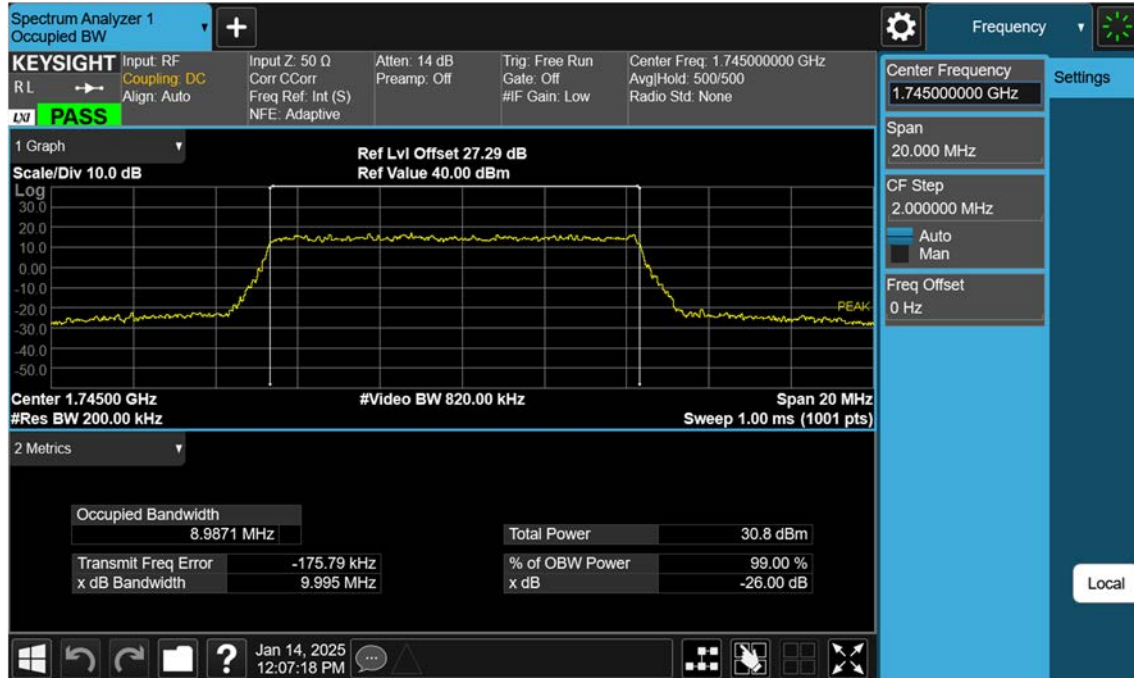 Spectrum Analyzer 1
Occupied BW
+
Frequency
KEYSIGHT
R L
LXI
PASS
Input: RF
Coupling: DC
Align: Auto
Input Z: 50 Ω
Corr CCorr
Freq Ref: Int (S)
NFE: Adaptive
Atten: 14 dB
Preamp: Off
Trig: Free Run
Gate: Off
#IF Gain: Low
Center Freq: 1.745000000 GHz
Avg|Hold: 500/500
Radio Std: None
Center Frequency
1.745000000 GHz
Settings
Span
20.000 MHz
CF Step
2.000000 MHz
Auto
Man
Freq Offset
0 Hz
Local
1 Graph
Scale/Div 10.0 dB
Ref Lvl Offset 27.29 dB
Ref Value 40.00 dBm
Log
30.0
20.0
10.0
0.00
-10.0
-20.0
-30.0
-40.0
-50.0
PEAK
Center 1.74500 GHz
#Video BW 820.00 kHz
Span 20 MHz
#Res BW 200.00 kHz
Sweep 1.00 ms (1001 pts)
2 Metrics
Occupied Bandwidth
8.9871 MHz
Total Power 30.8 dBm
Transmit Freq Error -175.79 kHz
% of OBW Power 99.00 %
x dB Bandwidth 9.995 MHz
x dB -26.00 dB
?
Jan 14, 2025
12:07:18 PM